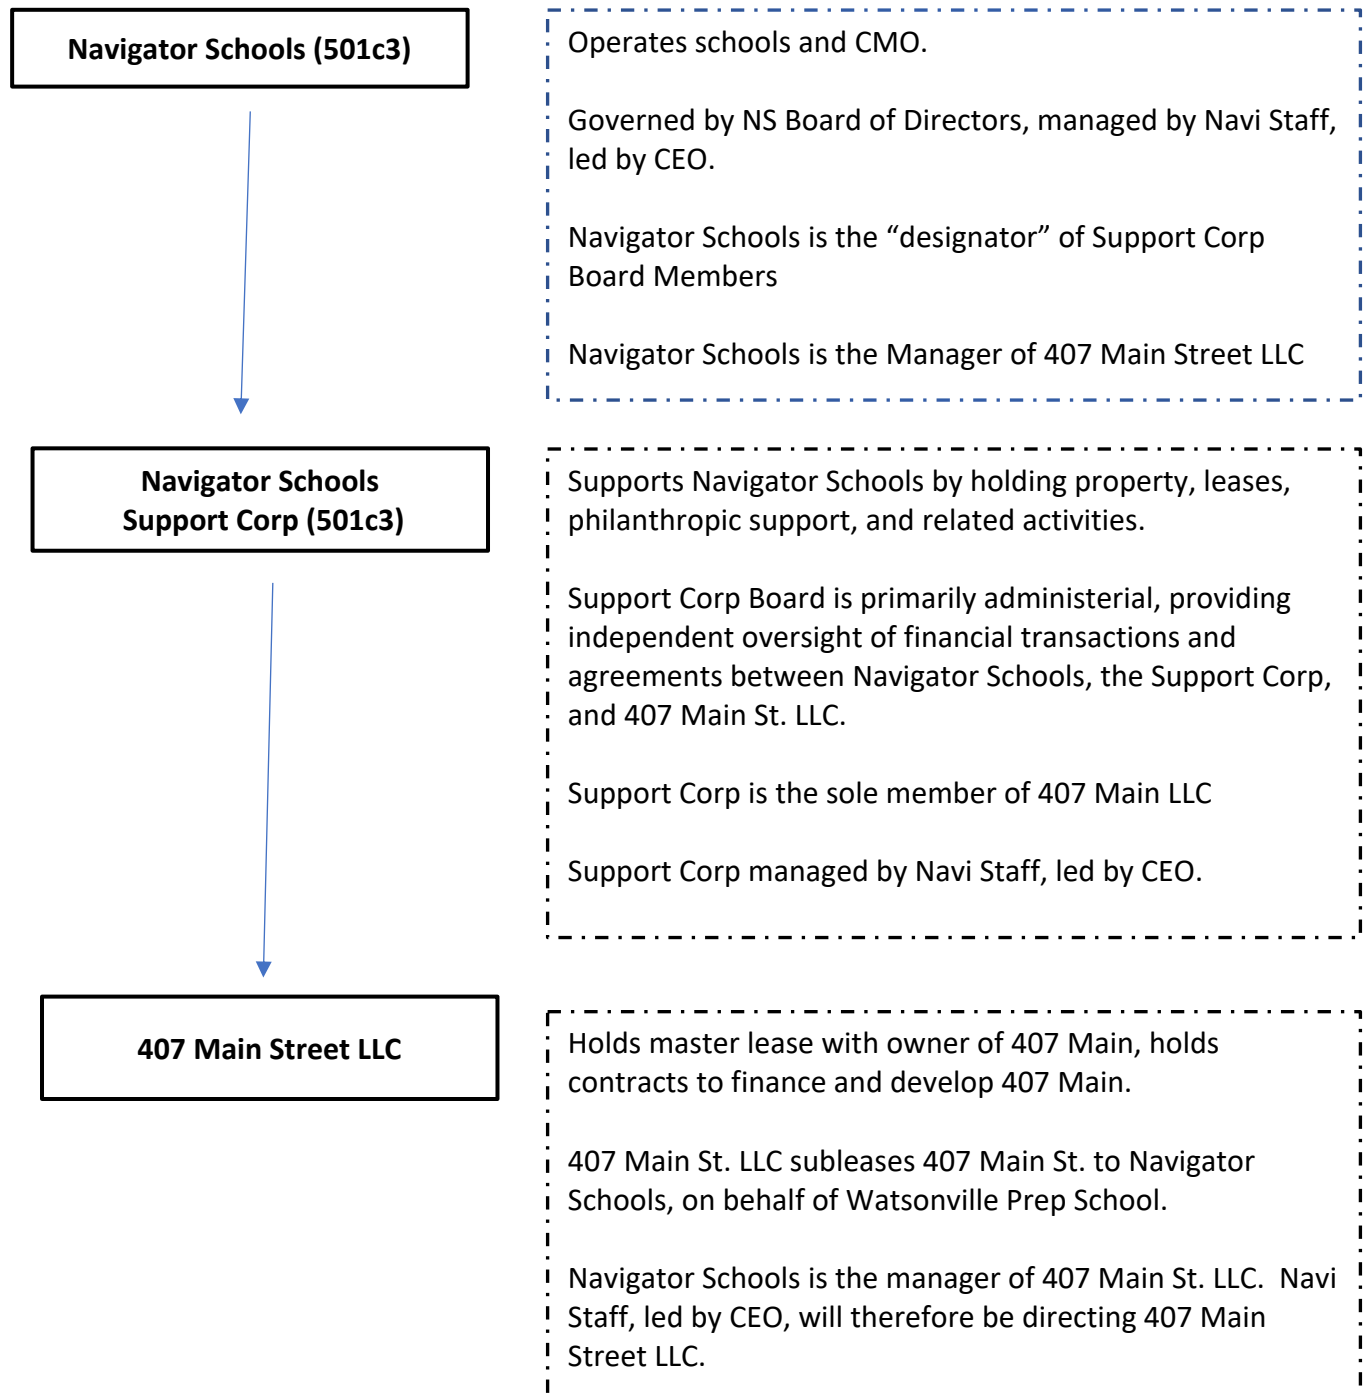 Navigator Schools (501c3)
Operates schools and CMO.
Governed by NS Board of Directors, managed by Navi Staff,
led by CEO.
Navigator Schools is the “designator” of Support Corp
Board Members
Navigator Schools is the Manager of 407 Main Street LLC
Navigator Schools
Support Corp (501c3)
Supports Navigator Schools by holding property, leases,
philanthropic support, and related activities.
Support Corp Board is primarily administerial, providing
independent oversight of financial transactions and
agreements between Navigator Schools, the Support Corp,
and 407 Main St. LLC.
Support Corp is the sole member of 407 Main LLC
Support Corp managed by Navi Staff, led by CEO.
407 Main Street LLC
Holds master lease with owner of 407 Main, holds
contracts to finance and develop 407 Main.
407 Main St. LLC subleases 407 Main St. to Navigator
Schools, on behalf of Watsonville Prep School.
Navigator Schools is the manager of 407 Main St. LLC.  Navi
Staff, led by CEO, will therefore be directing 407 Main
Street LLC.